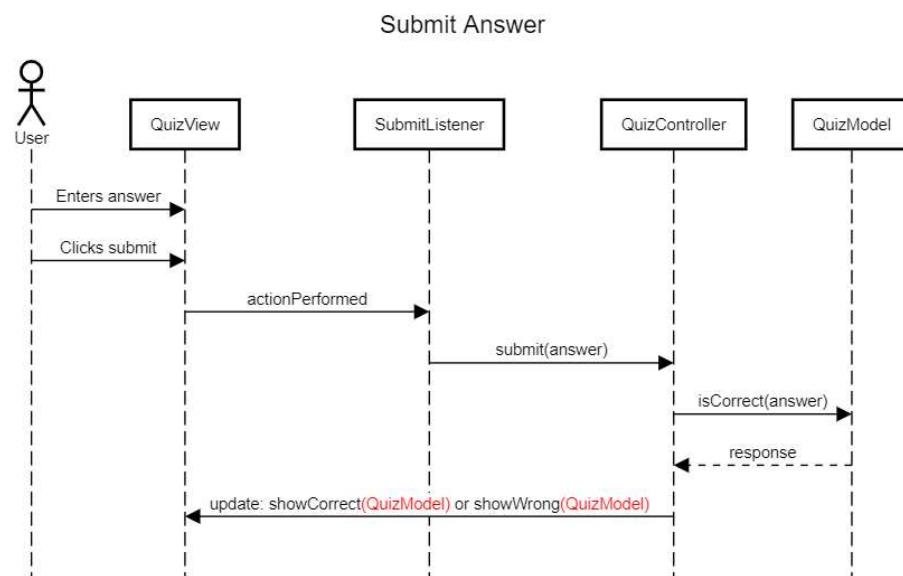 Submit Answer
User
QuizView
SubmitListener
QuizController
QuizModel
Enters answer
Clicks submit
actionPerformed
submit(answer)
isCorrect(answer)
response
update: showCorrect(QuizModel) or showWrong(QuizModel)